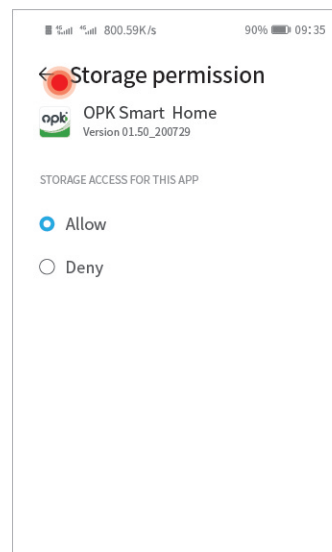 800.59K/s 90% 09:35
Storage permission
opk
OPK Smart Home
Version 01.50_200729
STORAGE ACCESS FOR THIS APP
Allow
Deny